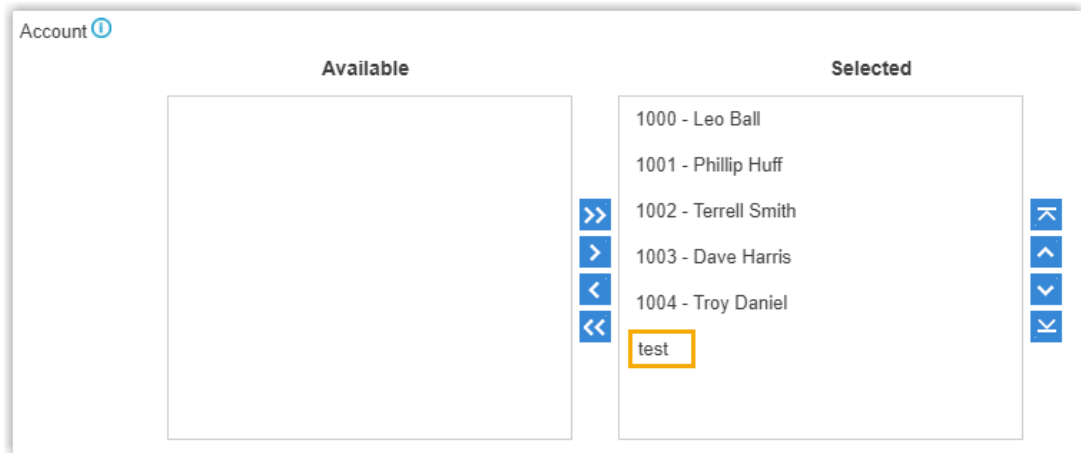 Account
Available
Selected
1000 - Leo Ball
1001 - Phillip Huff
1002 - Terrell Smith
1003 - Dave Harris
1004 - Troy Daniel
test